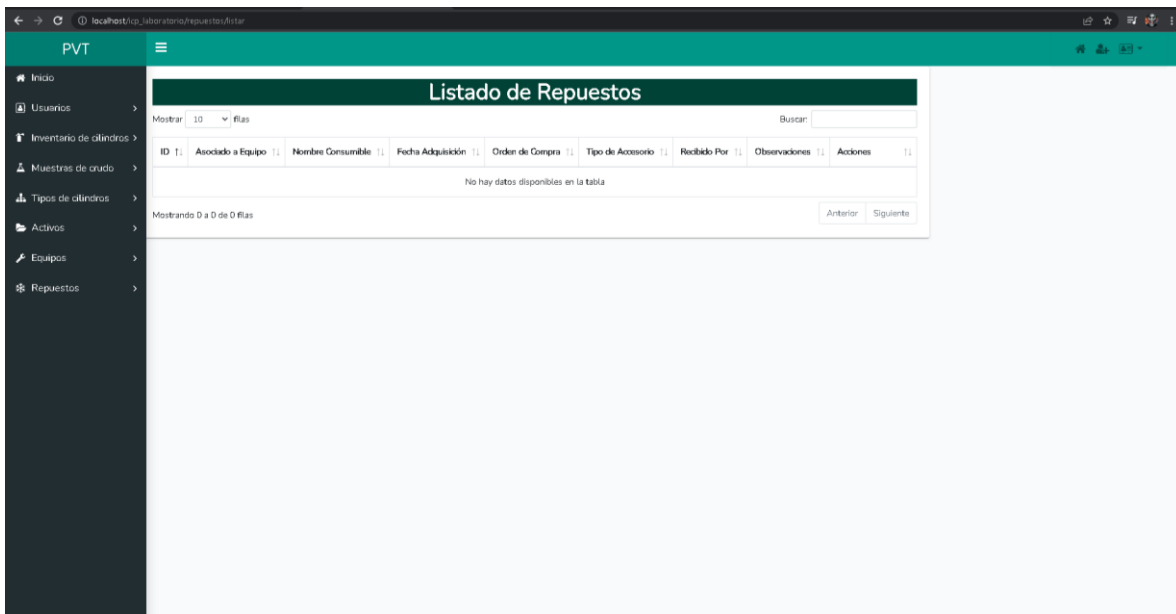 localhost/icp_laboratorio/repuestos/listar
PVT
Inicio
Usuarios
Inventario de cilindros
Muestras de crudo
Tipos de cilindros
Activos
Equipos
Repuestos
Listado de Repuestos
Mostrar 10 filas Buscar:
ID Asociado a Equipo Nombre Consumible Fecha Adquisición Orden de Compra Tipo de Accesorio Recibido Por Observaciones Acciones
No hay datos disponibles en la tabla
Mostrando 0 a 0 de 0 filas
Anterior Siguiente